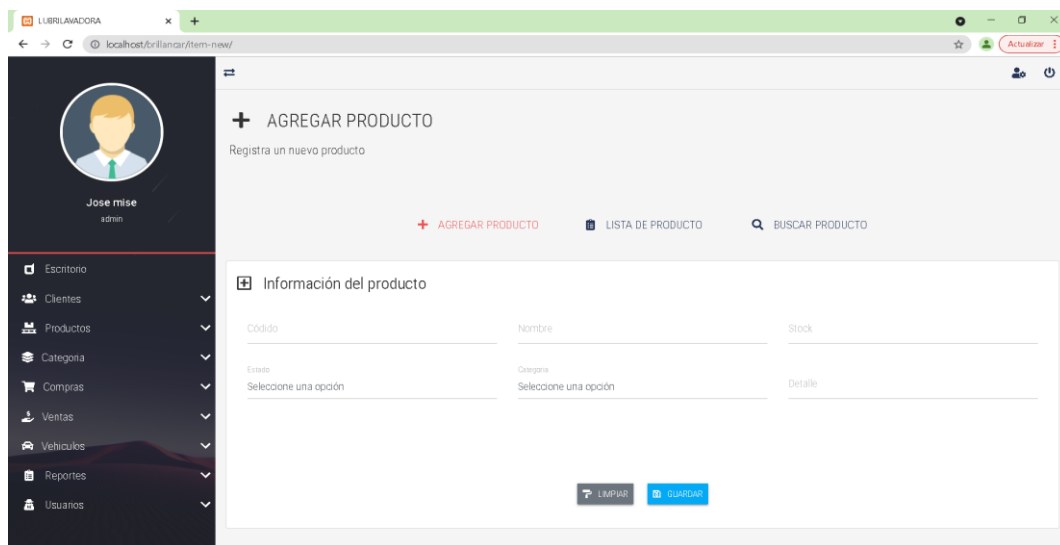 LUBRILAVADORA
localhost/brillancar/item-new/
Actualizar
Jose mise
admin
Escritorio
Clientes
Productos
Categoria
Compras
Ventas
Vehiculos
Reportes
Usuarios
AGREGAR PRODUCTO
Registra un nuevo producto
AGREGAR PRODUCTO
LISTA DE PRODUCTO
BUSCAR PRODUCTO
Información del producto
Códido
Nombre
Stock
Estado
Seleccione una opción
Categoria
Seleccione una opción
Detalle
LIMPIAR
GUARDAR